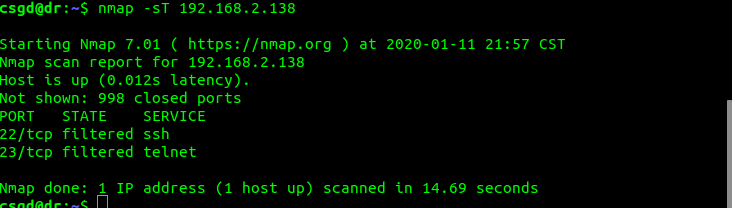 csgd@dr:~$ nmap -sT 192.168.2.138
Starting Nmap 7.01 ( https://nmap.org ) at 2020-01-11 21:57 CST
Nmap scan report for 192.168.2.138
Host is up (0.012s latency).
Not shown: 998 closed ports
PORT   STATE    SERVICE
22/tcp filtered ssh
23/tcp filtered telnet
Nmap done: 1 IP address (1 host up) scanned in 14.69 seconds
csgd@dr:~$